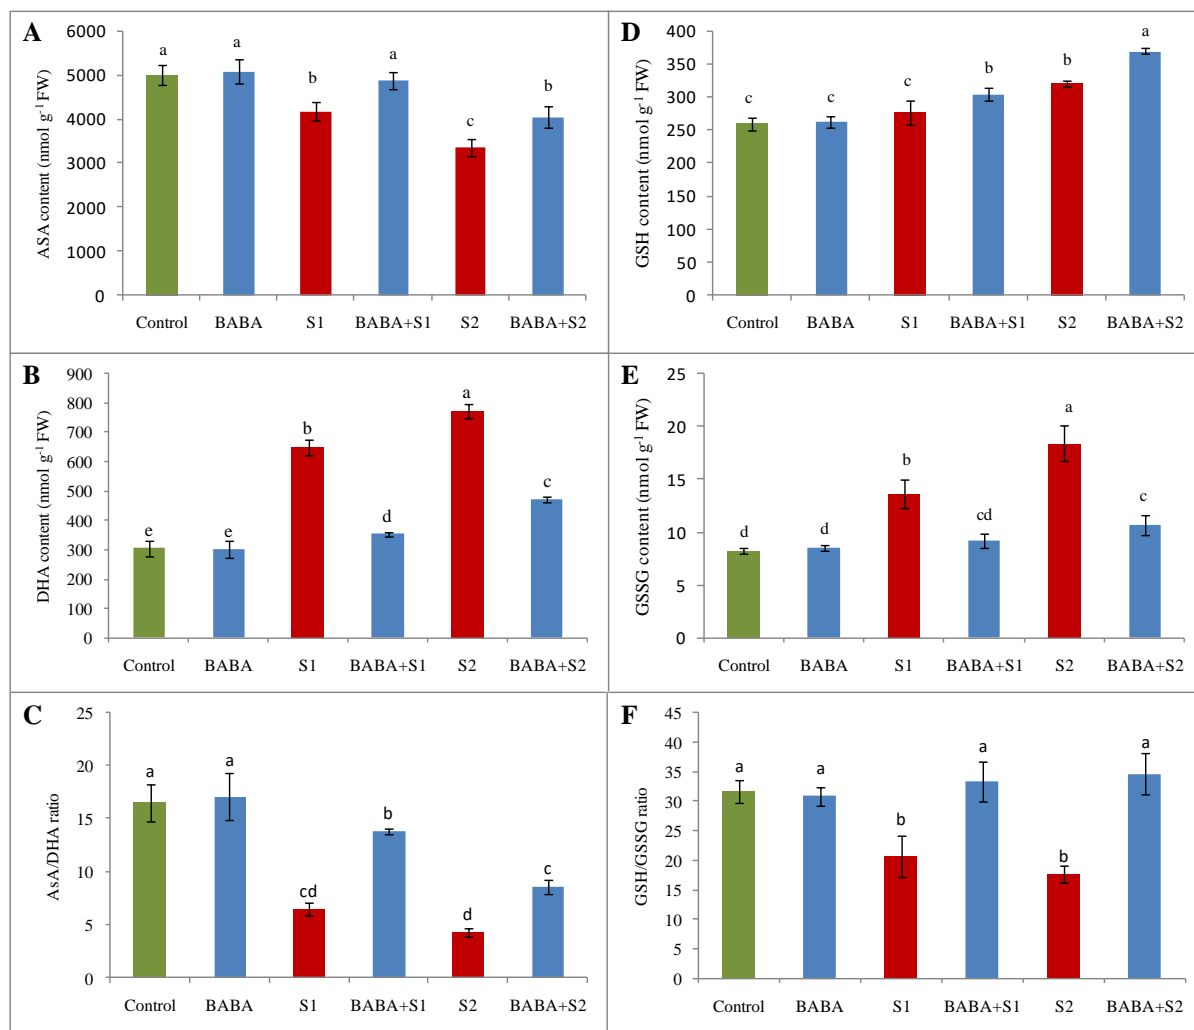 A
ASA content (nmol g⁻¹ FW)
6000
5000
4000
3000
2000
1000
0
a
a
b
a
c
b
Control
BABA
S1
BABA+S1
S2
BABA+S2
D
GSH content (nmol g⁻¹ FW)
400
350
300
250
200
150
100
50
0
c
c
c
b
b
a
Control
BABA
S1
BABA+S1
S2
BABA+S2
B
DHA content (nmol g⁻¹ FW)
900
800
700
600
500
400
300
200
100
0
e
e
b
d
a
c
Control
BABA
S1
BABA+S1
S2
BABA+S2
E
GSSG content (nmol g⁻¹ FW)
25
20
15
10
5
0
d
d
b
cd
a
c
Control
BABA
S1
BABA+S1
S2
BABA+S2
C
AsA/DHA ratio
25
20
15
10
5
0
a
a
cd
b
d
c
Control
BABA
S1
BABA+S1
S2
BABA+S2
F
GSH/GSSG ratio
45
40
35
30
25
20
15
10
5
0
a
a
b
a
b
a
Control
BABA
S1
BABA+S1
S2
BABA+S2